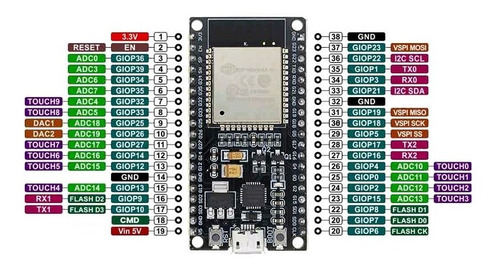 3.3V 1
RESET EN 2
ADC0 GIOP36 3
ADC3 GIOP39 4
ADC6 GIOP34 5
ADC7 GIOP35 6
TOUCH9 ADC4 GIOP32 7
TOUCH8 ADC5 GIOP33 8
DAC1 ADC18 GIOP25 9
DAC2 ADC19 GIOP26 10
TOUCH7 ADC17 GIOP27 11
TOUCH6 ADC16 GIOP14 12
TOUCH5 ADC15 GIOP12 13
GND 14
TOUCH4 ADC14 GIOP13 15
RX1 FLASH D2 GIOP9 16
TX1 FLASH D3 GIOP10 17
CMD 18
Vin 5V 19
BOOT
38 GND
37 GIOP23 VSPI MOSI
36 GIOP22 I2C SCL
35 GIOP1 TX0
34 GIOP3 RX0
33 GIOP21 I2C SDA
32 GND
31 GIOP19 VSPI MISO
30 GIOP18 VSPI SCK
29 GIOP5 VSPI SS
28 GIOP17 TX2
27 GIOP16 RX2
26 GIOP4 ADC10 TOUCH0
25 GIOP0 ADC11 TOUCH1
24 GIOP2 ADC12 TOUCH2
23 GIOP15 ADC13 TOUCH3
22 GIOP8 FLASH D1
20 GIOP7 FLASH D0
20 GIOP6 FLASH CK